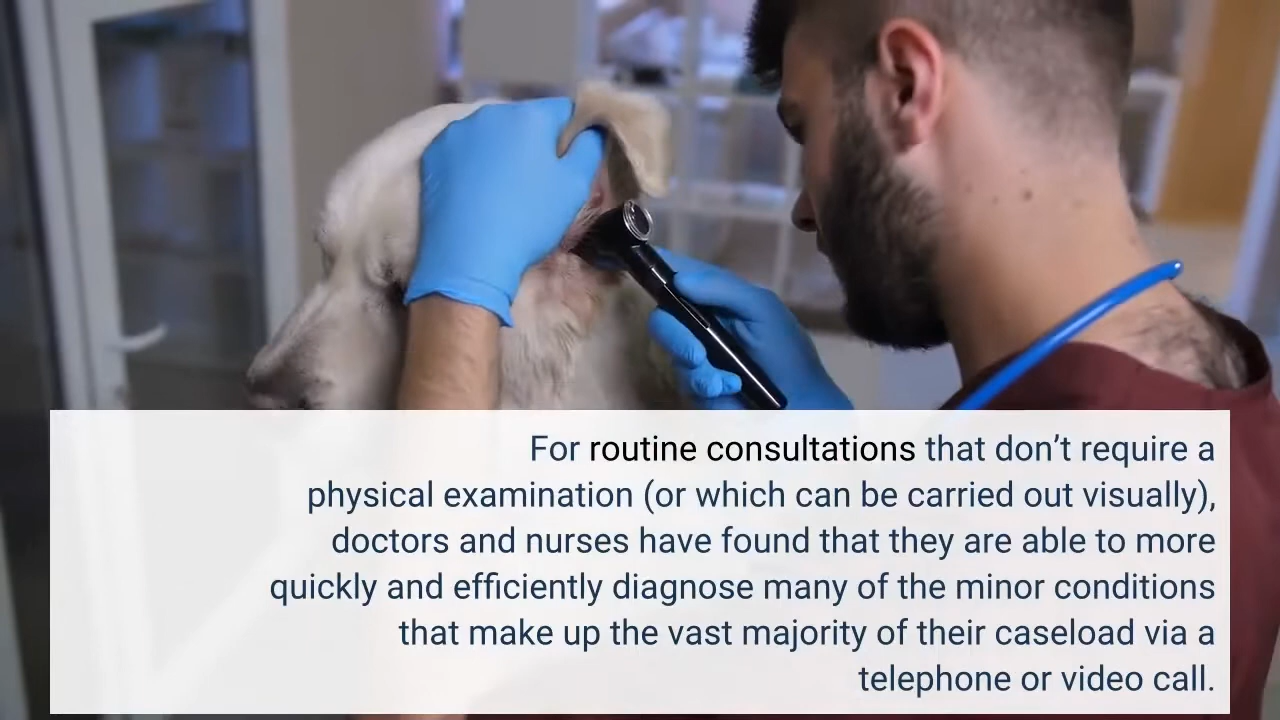 For routine consultations that don’t require a
physical examination (or which can be carried out visually),
doctors and nurses have found that they are able to more
quickly and efficiently diagnose many of the minor conditions
that make up the vast majority of their caseload via a
telephone or video call.